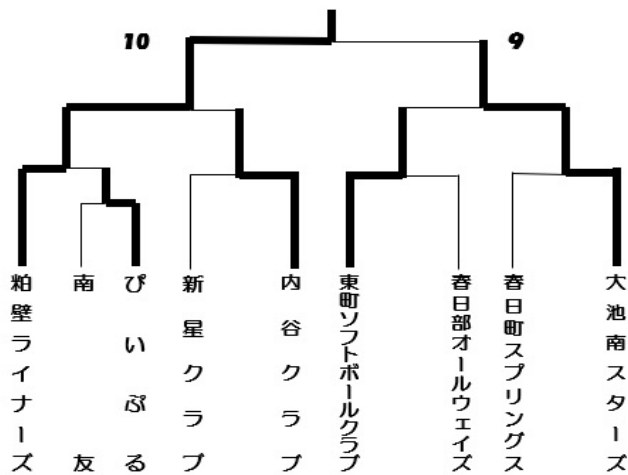 10
9
粕壁ライナーズ
南友
ぴいぷる
新星クラブ
内谷クラブ
東町ソフトボールクラブ
春日部オールウェイズ
春日町スプリングス
大池南スターズ